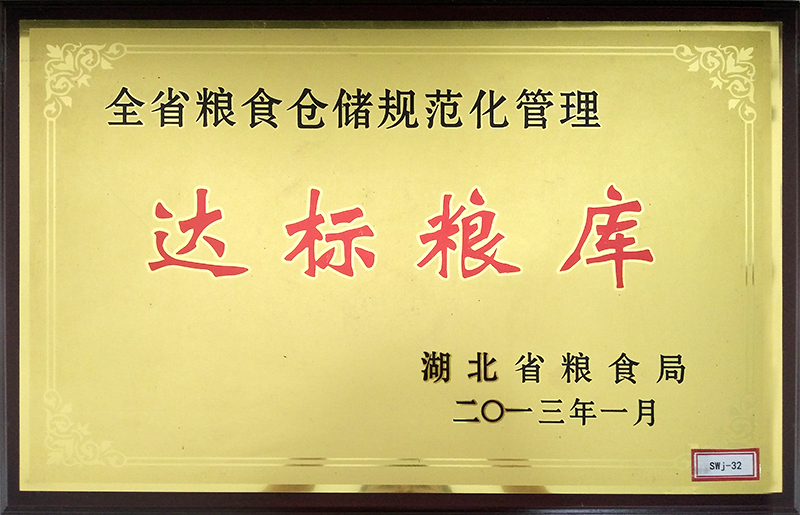 全省粮食仓储规范化管理
达标粮库
湖北省粮食局
二〇一三年一月
SWj-32